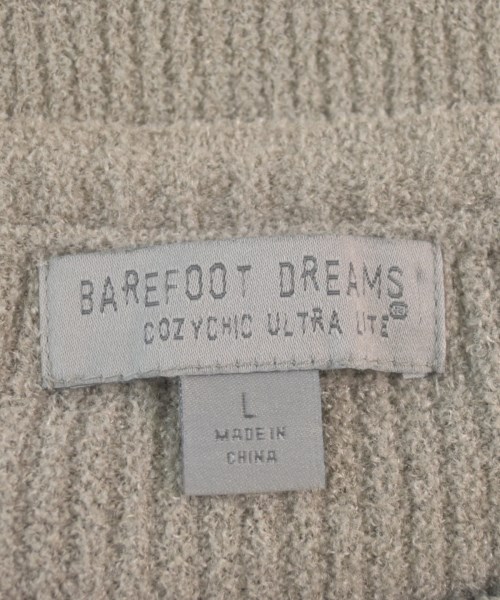 BAREFOOT DREAMS
COZYCHIC ULTRA LITE®
L
MADE IN
CHINA